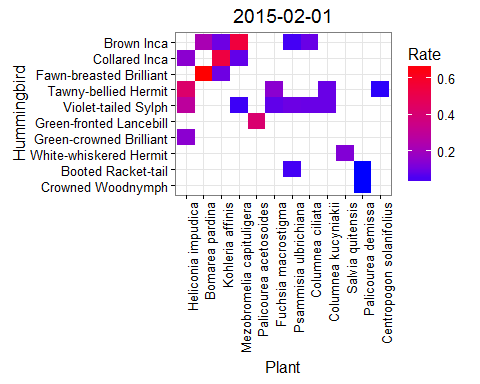 2015-02-01
Hummingbird
Brown Inca
Collared Inca
Fawn-breasted Brilliant
Tawny-bellied Hermit
Violet-tailed Sylph
Green-fronted Lancebill
Green-crowned Brilliant
White-whiskered Hermit
Booted Racket-tail
Crowned Woodnymph
Rate
0.6
0.4
0.2
Heliconia impudica
Bomarea pardina
Kohleria affinis
Mezobromelia capituligera
Palicourea acetosoides
Fuchsia macrostigma
Psammisia ulbrichiana
Columnea ciliata
Columnea kucyniakii
Salvia quitensis
Palicourea demissa
Centropogon solanifolius
Plant